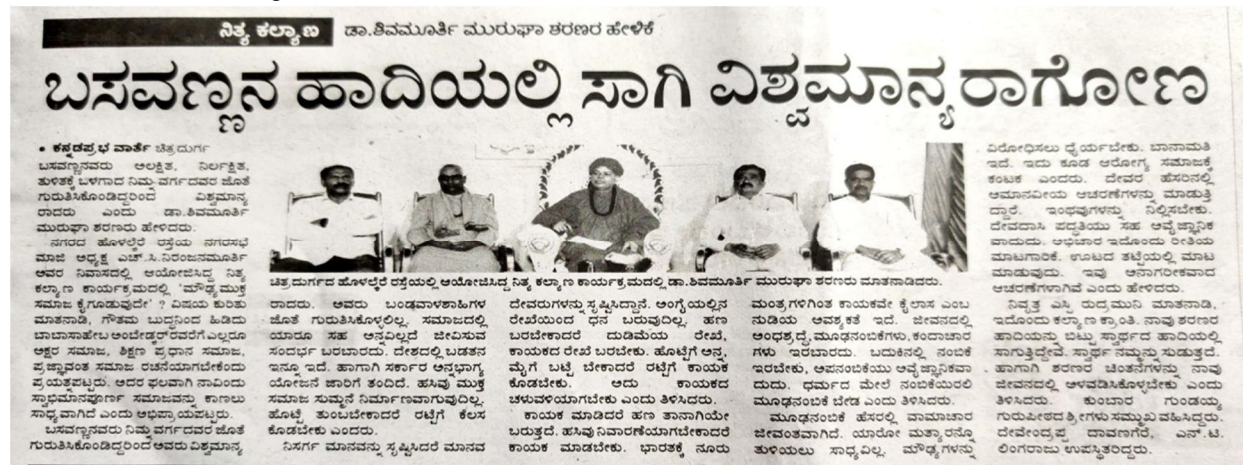 ನಿತ್ಯ ಕಲ್ಯಾಣ ಡಾ.ಶಿವಮೂರ್ತಿ ಮುರುಘಾ ಶರಣರ ಹೇಳಿಕೆ
ಬಸವಣ್ಣನ ಹಾದಿಯಲ್ಲಿ ಸಾಗಿ ವಿಶ್ವಮಾನ್ಯರಾಗೋಣ
• ಕನ್ನಡಪ್ರಭ ವಾರ್ತೆ ಚಿತ್ರದುರ್ಗ
ಬಸವಣ್ಣನವರು ಅಲಕ್ಷಿತ, ನಿರ್ಲಕ್ಷಿತ,
ತುಳಿತಕ್ಕೆ ಒಳಗಾದ ನಿಮ್ನ ವರ್ಗದವರ ಜೊತೆ
ಗುರುತಿಸಿಕೊಂಡಿದ್ದರಿಂದ ವಿಶ್ವಮಾನ್ಯ
ರಾದರು ಎಂದು ಡಾ.ಶಿವಮೂರ್ತಿ
ಮುರುಘಾ ಶರಣರು ಹೇಳಿದರು.
ನಗರದ ಹೊಳಲ್ಕೆರೆ ರಸ್ತೆಯ ನಗರಸಭೆ
ಮಾಜಿ ಅಧ್ಯಕ್ಷ ಎಚ್.ಸಿ.ನಿರಂಜನಮೂರ್ತಿ
ಅವರ ನಿವಾಸದಲ್ಲಿ ಆಯೋಜಿಸಿದ್ದ ನಿತ್ಯ
ಕಲ್ಯಾಣ ಕಾರ್ಯಕ್ರಮದಲ್ಲಿ 'ಮೌಢ್ಯಮುಕ್ತ
ಸಮಾಜ ಕೈಗೂಡುವುದೇ' ? ವಿಷಯ ಕುರಿತು
ಮಾತನಾಡಿ, ಗೌತಮ ಬುದ್ಧನಿಂದ ಹಿಡಿದು
ಬಾಬಾಸಾಹೇಬ ಅಂಬೇಡ್ಕರ್‌ರವರೆಗೆ ಎಲ್ಲರೂ
ಅಕ್ಷರ ಸಮಾಜ, ಶಿಕ್ಷಣ ಪ್ರಧಾನ ಸಮಾಜ,
ಪ್ರಜ್ಞಾವಂತ ಸಮಾಜ ರಚನೆಯಾಗಬೇಕೆಂದು
ಪ್ರಯತ್ನಪಟ್ಟರು. ಅದರ ಫಲವಾಗಿ ನಾವಿಂದು
ಸ್ವಾಭಿಮಾನಪೂರ್ಣ ಸಮಾಜವನ್ನು ಕಾಣಲು
ಸಾಧ್ಯವಾಗಿದೆ ಎಂದು ಅಭಿಪ್ರಾಯಪಟ್ಟರು.
ಬಸವಣ್ಣನವರು ನಿಮ್ನ ವರ್ಗದವರ ಜೊತೆ
ಗುರುತಿಸಿಕೊಂಡಿದ್ದರಿಂದ ಅವರು ವಿಶ್ವಮಾನ್ಯ
ಚಿತ್ರದುರ್ಗದ ಹೊಳಲ್ಕೆರೆ ರಸ್ತೆಯಲ್ಲಿ ಆಯೋಜಿಸಿದ್ದ ನಿತ್ಯ ಕಲ್ಯಾಣ ಕಾರ್ಯಕ್ರಮದಲ್ಲಿ ಡಾ.ಶಿವಮೂರ್ತಿ ಮುರುಘಾ ಶರಣರು ಮಾತನಾಡಿದರು.
ರಾದರು. ಅವರು ಬಂಡವಾಳಶಾಹಿಗಳ
ಜೊತೆ ಗುರುತಿಸಿಕೊಳ್ಳಲಿಲ್ಲ. ಸಮಾಜದಲ್ಲಿ
ಯಾರೂ ಸಹ ಅನ್ನವಿಲ್ಲದೆ ಜೀವಿಸುವ
ಸಂದರ್ಭ ಬರಬಾರದು. ದೇಶದಲ್ಲಿ ಬಡತನ
ಇನ್ನೂ ಇದೆ. ಹಾಗಾಗಿ ಸರ್ಕಾರ ಅನ್ನಭಾಗ್ಯ
ಯೋಜನೆ ಜಾರಿಗೆ ತಂದಿದೆ. ಹಸಿವು ಮುಕ್ತ
ಸಮಾಜ ಸುಮ್ಮನೆ ನಿರ್ಮಾಣವಾಗುವುದಿಲ್ಲ.
ಹೊಟ್ಟೆ ತುಂಬಬೇಕಾದರೆ ರಟ್ಟೆಗೆ ಕೆಲಸ
ಕೊಡಬೇಕು ಎಂದರು.
ನಿಸರ್ಗ ಮಾನವನ್ನು ಸೃಷ್ಟಿಸಿದರೆ ಮಾನವ
ದೇವರುಗಳನ್ನು ಸೃಷ್ಟಿಸಿದ್ದಾನೆ. ಅಂಗೈಯಲ್ಲಿನ
ರೇಖೆಯಿಂದ ಧನ ಬರುವುದಿಲ್ಲ. ಹಣ
ಬರಬೇಕಾದರೆ ದುಡಿಮೆಯ ರೇಖೆ,
ಕಾಯಕದ ರೇಖೆ ಬರಬೇಕು. ಹೊಟ್ಟೆಗೆ ಅನ್ನ,
ಮೈಗೆ ಬಟ್ಟೆ ಬೇಕಾದರೆ ರಟ್ಟೆಗೆ ಕಾಯಕ
ಕೊಡಬೇಕು. ಅದು ಕಾಯಕದ
ಚಳುವಳಿಯಾಗಬೇಕು ಎಂದು ತಿಳಿಸಿದರು.
ಕಾಯಕ ಮಾಡಿದರೆ ಹಣ ತಾನಾಗಿಯೇ
ಬರುತ್ತದೆ. ಹಸಿವು ನಿವಾರಣೆಯಾಗಬೇಕಾದರೆ
ಕಾಯಕ ಮಾಡಬೇಕು. ಭಾರತಕ್ಕೆ ನೂರು
ಮಂತ್ರಗಳಿಗಿಂತ ಕಾಯಕವೇ ಕೈಲಾಸ ಎಂಬ
ನುಡಿಯ ಅವಶ್ಯಕತೆ ಇದೆ. ಜೀವನದಲ್ಲಿ
ಅಂಧಶ್ರದ್ಧೆ, ಮೂಢನಂಬಿಕೆಗಳು, ಕಂದಾಚಾರ
ಗಳು ಇರಬಾರದು. ಬದುಕಿನಲ್ಲಿ ನಂಬಿಕೆ
ಇರಬೇಕು, ಅಪನಂಬಿಕೆಯು ಅವೈಜ್ಞಾನಿಕವಾ
ದುದು. ಧರ್ಮದ ಮೇಲೆ ನಂಬಿಕೆಯಿರಲಿ
ಮೂಢನಂಬಿಕೆ ಬೇಡ ಎಂದು ತಿಳಿಸಿದರು.
ಮೂಢನಂಬಿಕೆ ಹೆಸರಲ್ಲಿ ವಾಮಾಚಾರ
ಜೀವಂತವಾಗಿದೆ. ಯಾರೋ ಮತ್ಯಾರನ್ನೊ
ತುಳಿಯಲು ಸಾಧ್ಯವಿಲ್ಲ. ಮೌಢ್ಯಗಳನ್ನು
ವಿರೋಧಿಸಲು ಧೈರ್ಯಬೇಕು. ಬಾನಾಮತಿ
ಇದೆ. ಇದು ಕೂಡ ಆರೋಗ್ಯ ಸಮಾಜಕ್ಕೆ
ಕಂಟಕ ಎಂದರು. ದೇವರ ಹೆಸರಿನಲ್ಲಿ
ಅಮಾನವೀಯ ಆಚರಣೆಗಳನ್ನು ಮಾಡುತ್ತಿ
ದ್ದಾರೆ. ಇಂಥವುಗಳನ್ನು ನಿಲ್ಲಿಸಬೇಕು.
ದೇವದಾಸಿ ಪದ್ಧತಿಯು ಸಹ ಅವೈಜ್ಞಾನಿಕ
ವಾದುದು. ಅಭಿಚಾರ ಇದೊಂದು ರೀತಿಯ
ಮಾಟಗಾರಿಕೆ. ಊಟದ ತಟ್ಟೆಯಲ್ಲಿ ಮಾಟ
ಮಾಡುವುದು. ಇವು ಅನಾಗರೀಕವಾದ
ಆಚರಣೆಗಳಾಗಿವೆ ಎಂದು ಹೇಳಿದರು.
ನಿವೃತ್ತ ಎಸ್ಪಿ ರುದ್ರಮುನಿ ಮಾತನಾಡಿ,
ಇದೊಂದು ಕಲ್ಯಾಣ ಕ್ರಾಂತಿ. ನಾವು ಶರಣರ
ಹಾದಿಯನ್ನು ಬಿಟ್ಟು ಸ್ವಾರ್ಥದ ಹಾದಿಯಲ್ಲಿ
ಸಾಗುತ್ತಿದ್ದೇವೆ. ಸ್ವಾರ್ಥ ನಮ್ಮನ್ನು ಸುಡುತ್ತದೆ.
ಹಾಗಾಗಿ ಶರಣರ ಚಿಂತನೆಗಳನ್ನು ನಾವು
ಜೀವನದಲ್ಲಿ ಅಳವಡಿಸಿಕೊಳ್ಳಬೇಕು ಎಂದು
ತಿಳಿಸಿದರು. ಕುಂಬಾರ ಗುಂಡಯ್ಯ
ಗುರುಪೀಠದ ಶ್ರೀಗಳು ಸಮ್ಮುಖ ವಹಿಸಿದ್ದರು.
ದೇವೇಂದ್ರಪ್ಪ ದಾವಣಗೆರೆ, ಎನ್.ಟಿ.
ಲಿಂಗರಾಜು ಉಪಸ್ಥಿತರಿದ್ದರು.